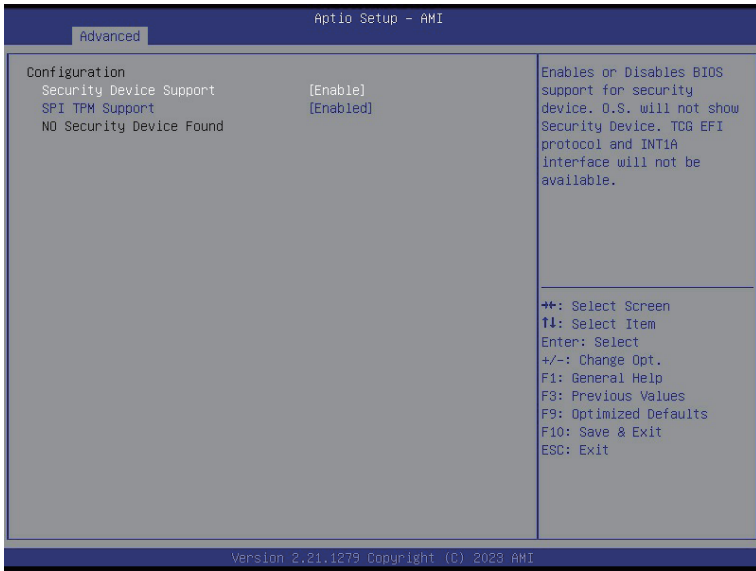 Aptio Setup – AMI
Advanced
Configuration
Security Device Support [Enable]
SPI TPM Support [Enabled]
NO Security Device Found
Enables or Disables BIOS
support for security
device. O.S. will not show
Security Device. TCG EFI
protocol and INT1A
interface will not be
available.
→←: Select Screen
↑↓: Select Item
Enter: Select
+/-: Change Opt.
F1: General Help
F3: Previous Values
F9: Optimized Defaults
F10: Save & Exit
ESC: Exit
Version 2.21.1279 Copyright (C) 2023 AMI